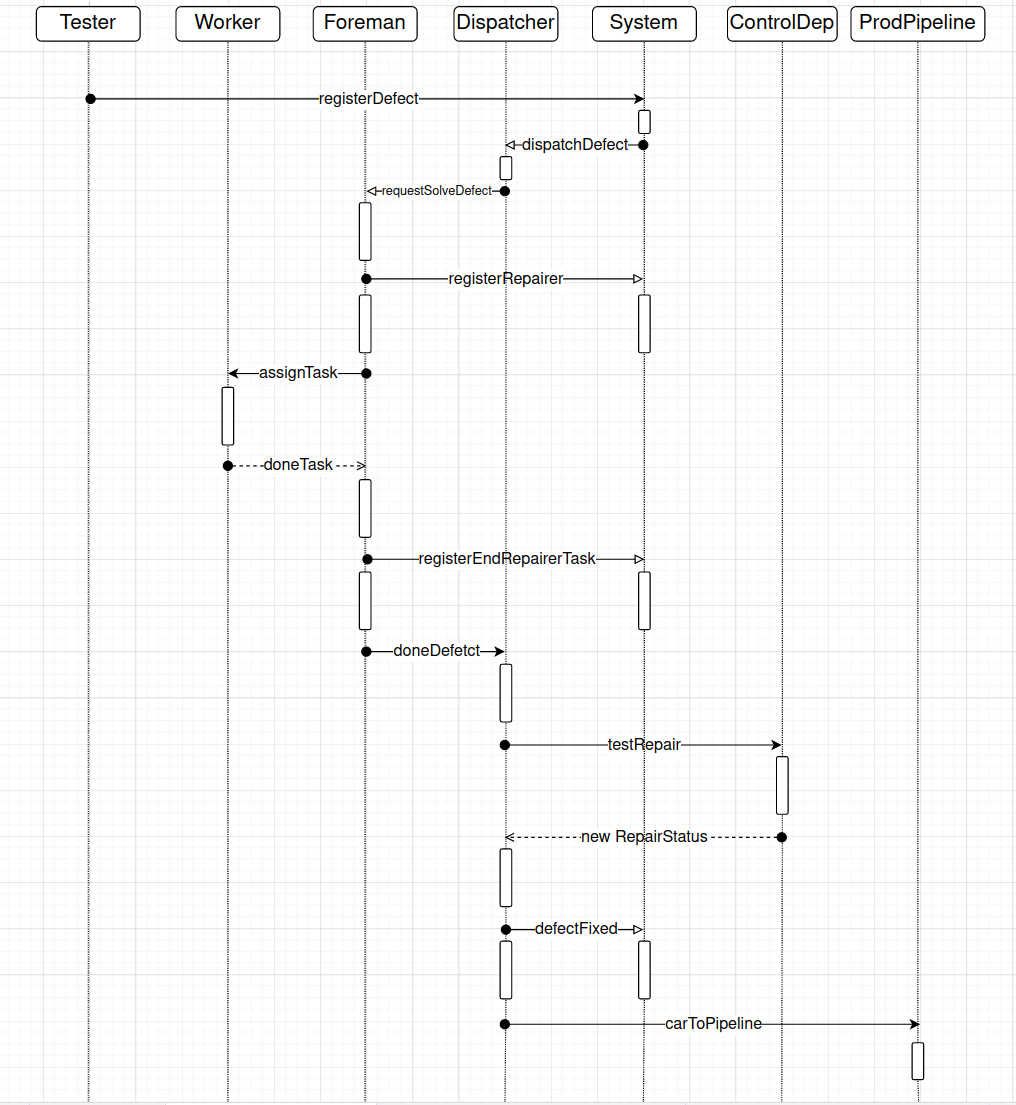 Tester
Worker
Foreman
Dispatcher
System
ControlDep
ProdPipeline
registerDefect
dispatchDefect
requestSolveDefect
registerRepairer
assignTask
doneTask
registerEndRepairerTask
doneDefetct
testRepair
new RepairStatus
defectFixed
carToPipeline